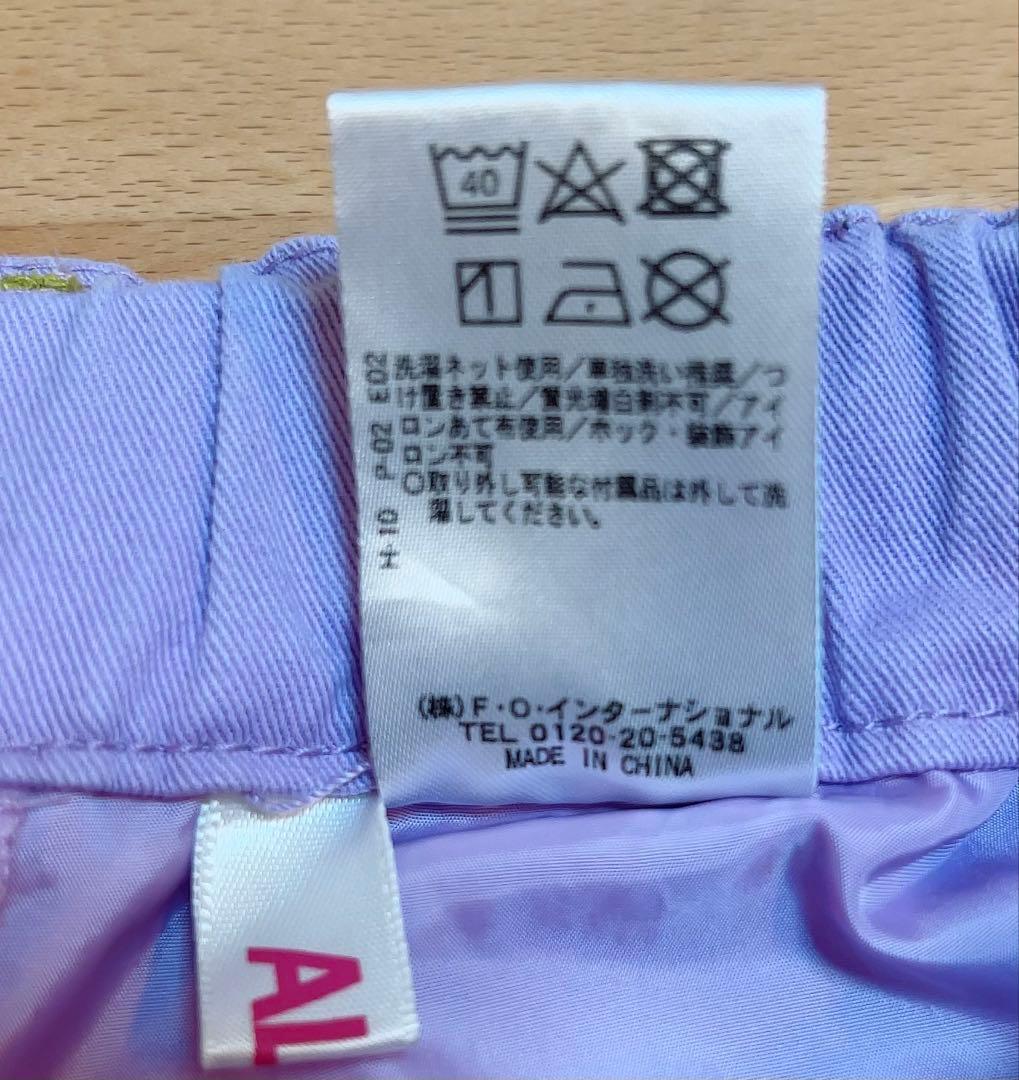 40
洗濯ネット使用/単独洗い推奨/つ
け置き禁止/蛍光増白剤不可/アイ
ロンあて布使用/ホック・装飾アイ
ロン不可
〇取り外し可能な付属品は外して洗
濯してください。
H-10 P-02 E02
(株)F・O・インターナショナル
TEL 0120-20-5438
MADE IN CHINA
AL